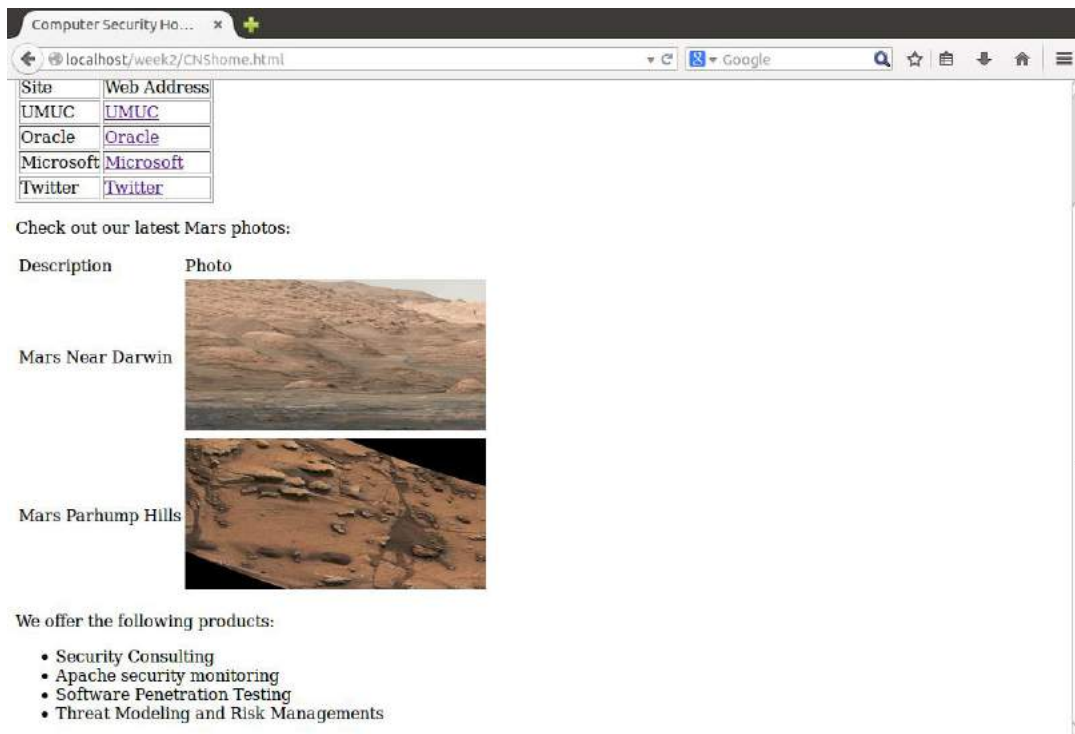 Computer Security Ho...
localhost/week2/CNShome.html
Google
Site Web Address
UMUC UMUC
Oracle Oracle
Microsoft Microsoft
Twitter Twitter
Check out our latest Mars photos:
Description Photo
Mars Near Darwin
Mars Parhump Hills
We offer the following products:
• Security Consulting
• Apache security monitoring
• Software Penetration Testing
• Threat Modeling and Risk Managements